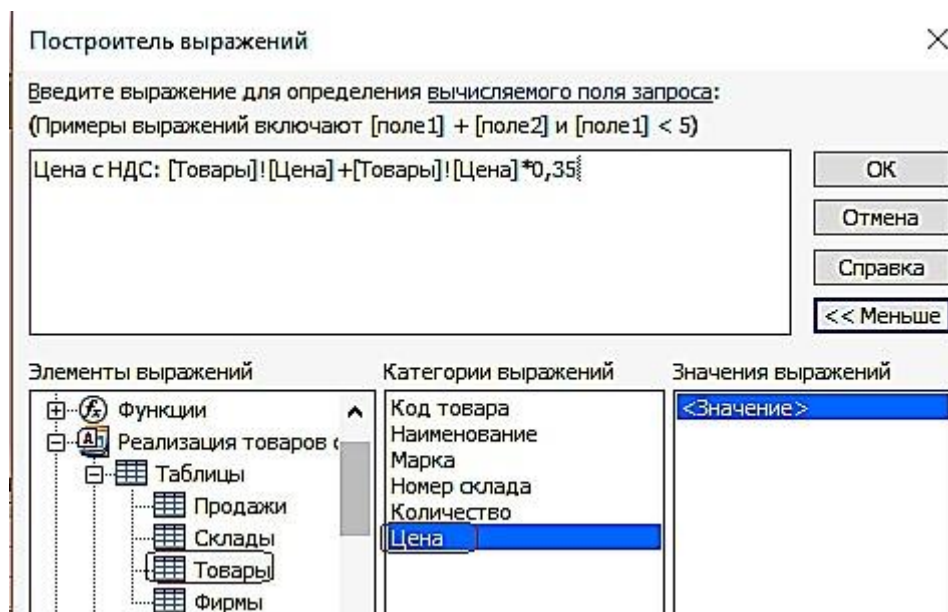 Построитель выражений
Введите выражение для определения вычисляемого поля запроса:
(Примеры выражений включают [поле1] + [поле2] и [поле1] < 5)
Цена с НДС: [Товары]![Цена]+[Товары]![Цена]*0,35
ОК
Отмена
Справка
<< Меньше
Элементы выражений
Функции
Реализация товаров с
Таблицы
Продажи
Склады
Товары
Фирмы
Категории выражений
Код товара
Наименование
Марка
Номер склада
Количество
Цена
Значения выражений
<Значение>